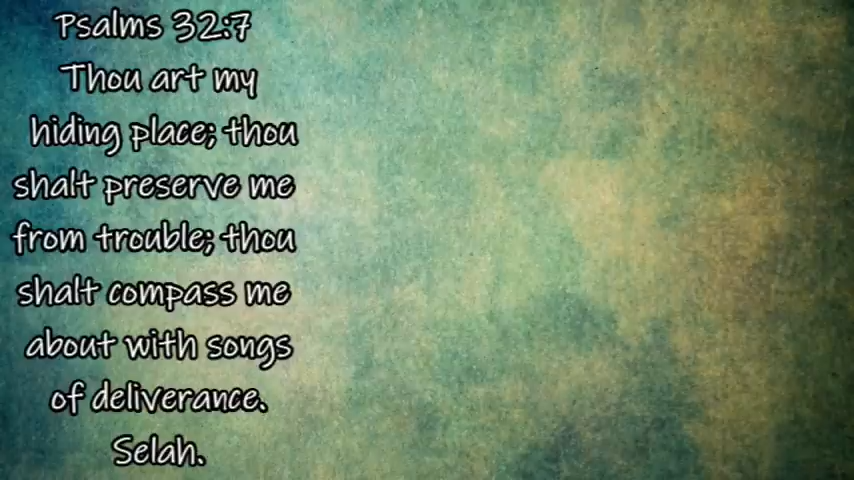 Psalms 32:7
Thou art my
hiding place; thou
shalt preserve me
from trouble; thou
shalt compass me
about with songs
of deliverance.
Selah.